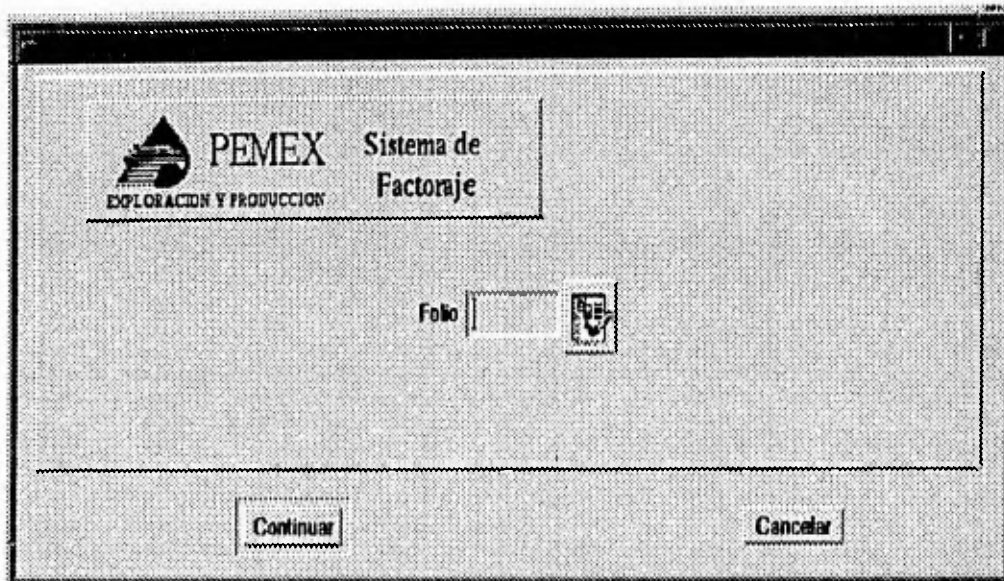 PEMEX
EXPLORACION Y PRODUCCION
Sistema de
Factoraje
Folio
Continuar
Cancelar